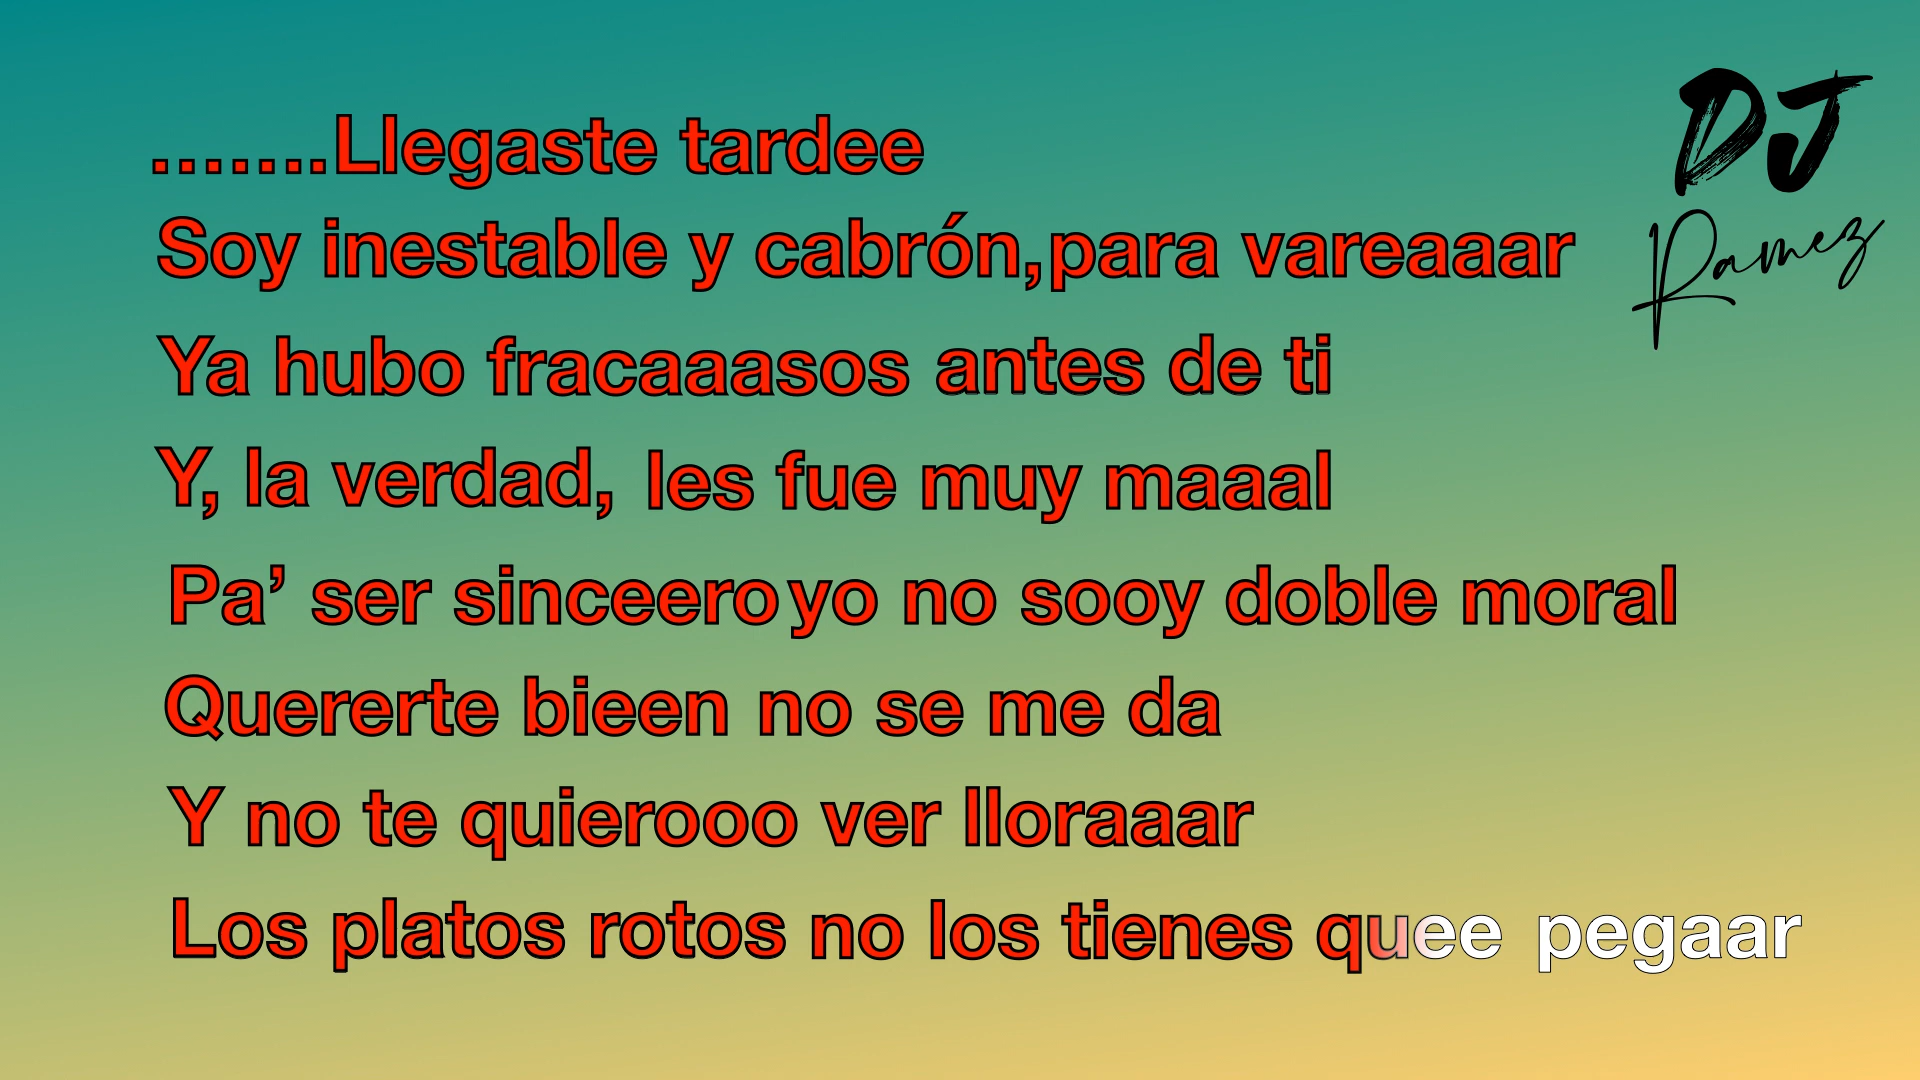 .......Llegaste tardee
Soy inestable y cabrón,para vareaaaar
Ya hubo fracaaasos antes de ti
Y, la verdad, les fue muy maaal
Pa’ ser sinceero yo no sooy doble moral
Quererte bieen no se me da
Y no te quierooo ver lloraaar
Los platos rotos no los tienes quee pegaar
DJ
Ramez